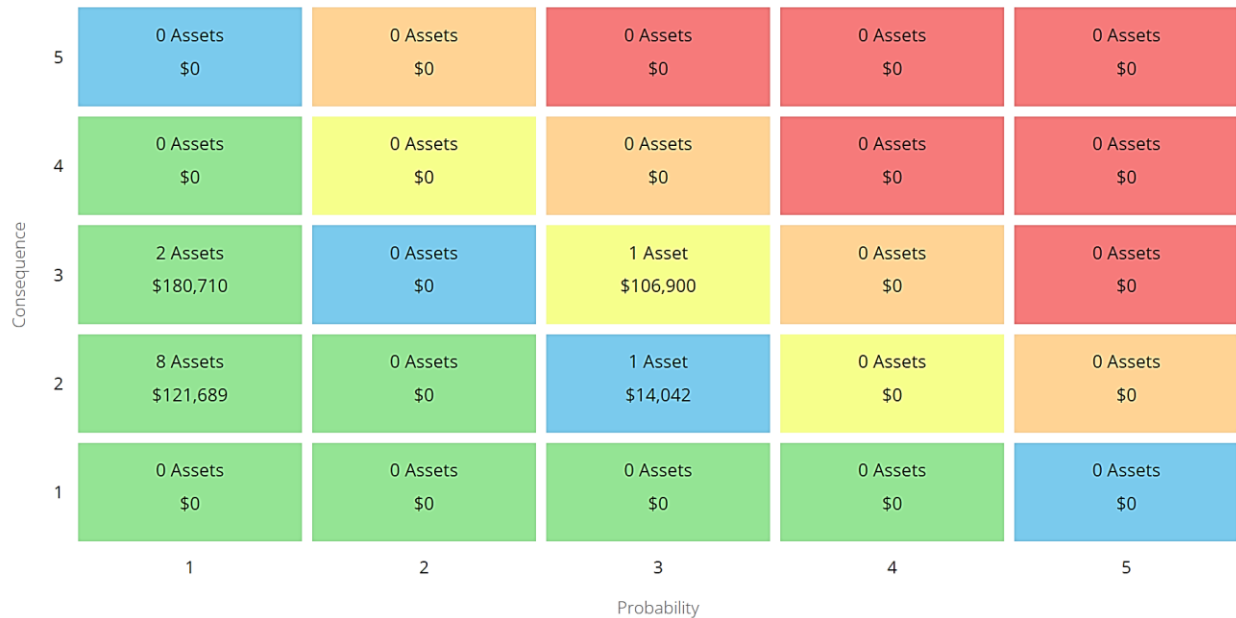 0 Assets 0 Assets 0 Assets 0 Assets 0 Assets
5
$0 $0 $0 $0 $0
0 Assets 0 Assets 0 Assets 0 Assets 0 Assets
4
$0 $0 $0 $0 $0
Consequence
2 Assets 0 Assets 1 Asset 0 Assets 0 Assets
3
$180,710 $0 $106,900 $0 $0
8 Assets 0 Assets 1 Asset 0 Assets 0 Assets
2
$121,689 $0 $14,042 $0 $0
0 Assets 0 Assets 0 Assets 0 Assets 0 Assets
1
$0 $0 $0 $0 $0
1 2 3 4 5
Probability